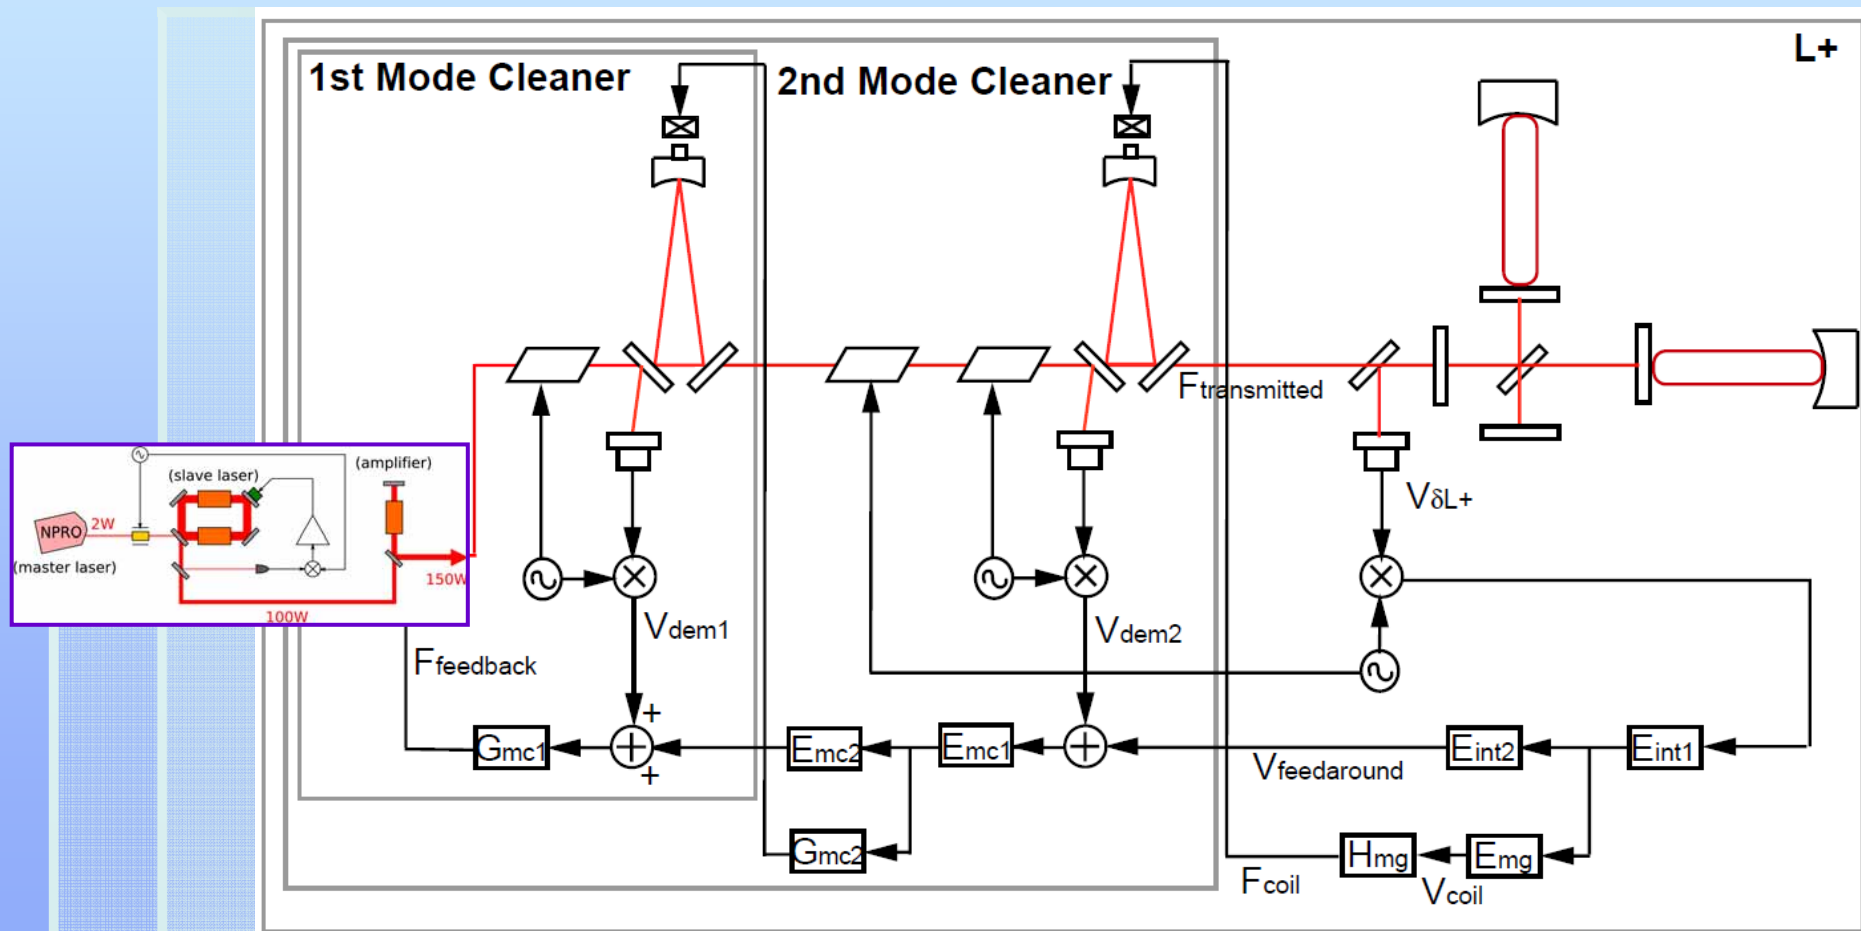 L+
1st Mode Cleaner
2nd Mode Cleaner
Ftransmitted
(slave laser)
(amplifier)
NPRO
2W
(master laser)
150W
100W
VδL+
Vdem1
Vdem2
Ffeedback
+
+
Gmc1
Emc2
Emc1
Vfeedaround
Eint2
Eint1
Gmc2
Fcoil
Hmg
Vcoil
Emg